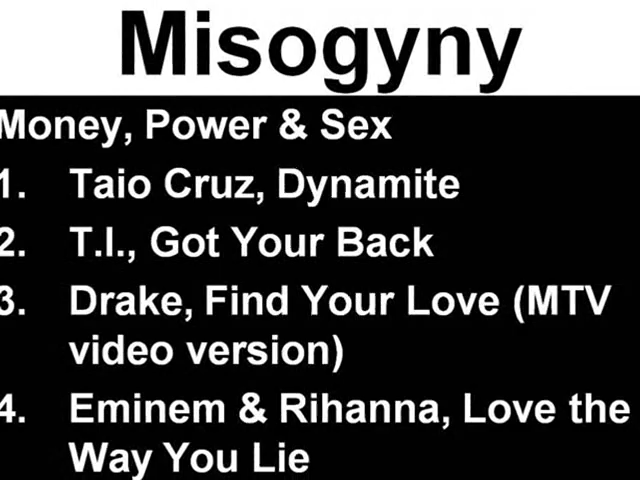 Misogyny
Money, Power & Sex
1. Taio Cruz, Dynamite
2. T.I., Got Your Back
3. Drake, Find Your Love (MTV
video version)
4. Eminem & Rihanna, Love the
Way You Lie